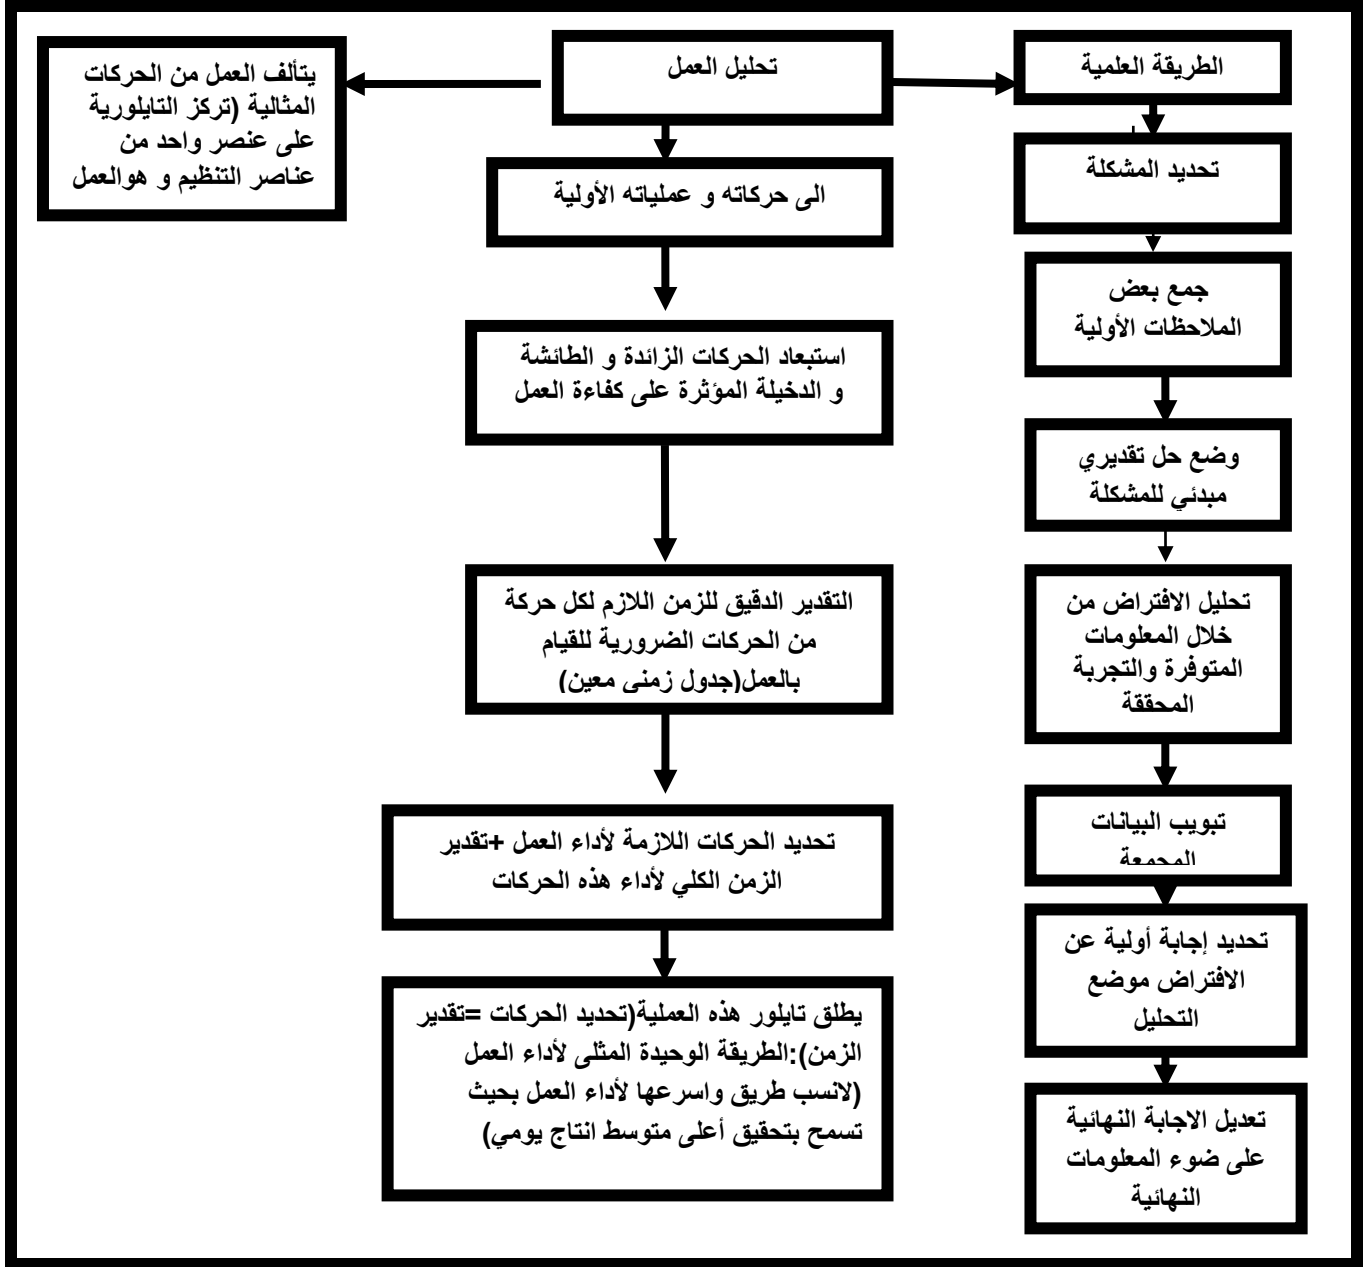 الطريقة العلمية
تحديد المشكلة
جمع بعض
الملاحظات الأولية
وضع حل تقديري
مبدئي للمشكلة
تحليل الافتراض من
خلال المعلومات
المتوفرة والتجربة
المحققة
تبويب البيانات
المجمعة
تحديد إجابة أولية عن
الافتراض موضع
التحليل
تعديل الاجابة النهائية
على ضوء المعلومات
النهائية
تحليل العمل
الى حركاته و عملياته الأولية
استبعاد الحركات الزائدة و الطائشة
و الدخيلة المؤثرة على كفاءة العمل
التقدير الدقيق للزمن اللازم لكل حركة
من الحركات الضرورية للقيام
بالعمل(جدول زمني معين)
تحديد الحركات اللازمة لأداء العمل +تقدير
الزمن الكلي لأداء هذه الحركات
يطلق تايلور هذه العملية(تحديد الحركات =تقدير
الزمن):الطريقة الوحيدة المثلى لأداء العمل
(لانسب طريق واسرعها لأداء العمل بحيث
تسمح بتحقيق أعلى متوسط انتاج يومي)
يتألف العمل من الحركات
المثالية (تركز التايلورية
على عنصر واحد من
عناصر التنظيم و هوالعمل